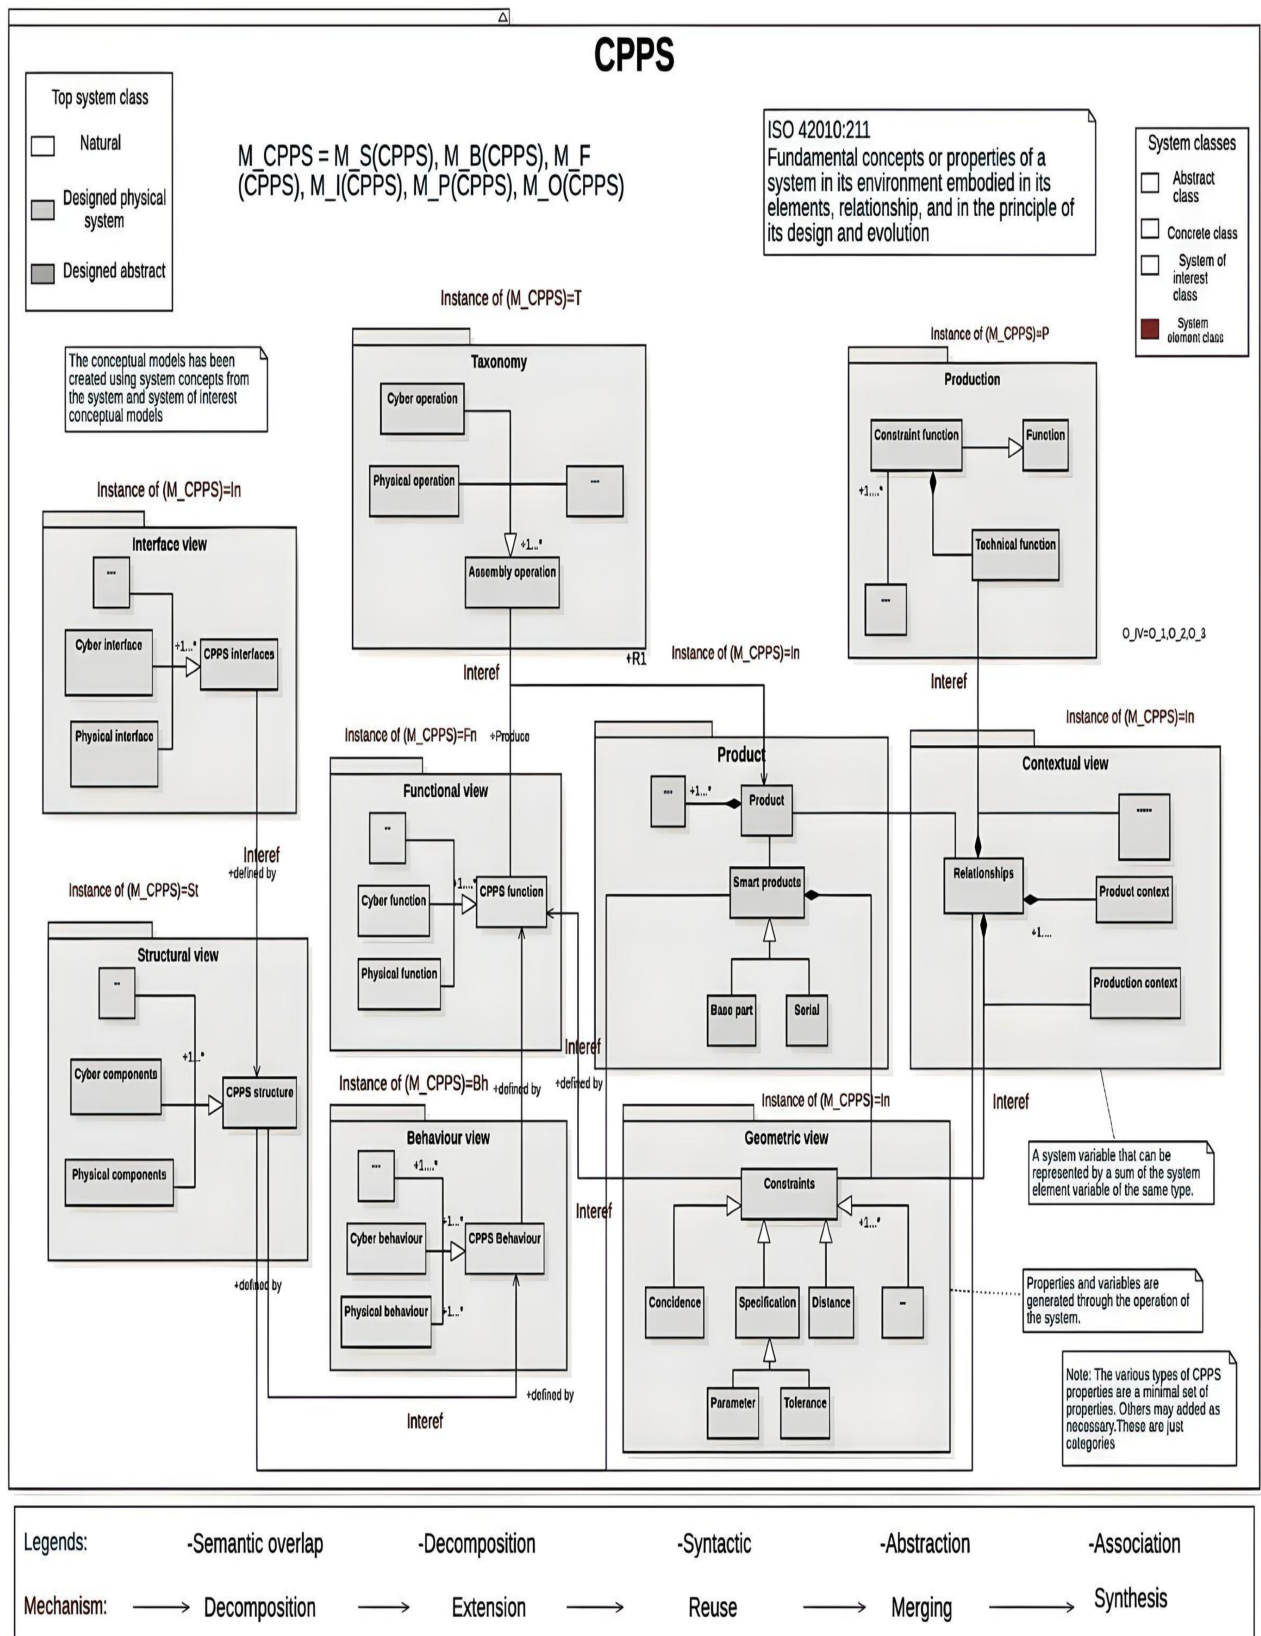 CPPS
Top system class
Natural
Designed physical
system
Designed abstract
M_CPPS = M_S(CPPS), M_B(CPPS), M_F
(CPPS), M_I(CPPS), M_P(CPPS), M_O(CPPS)
ISO 42010:211
Fundamental concepts or properties of a
system in its environment embodied in its
elements, relationship, and in the principle of
its design and evolution
System classes
Abstract
class
Concrete class
System of
interest
class
System
element class
The conceptual models has been
created using system concepts from
the system and system of interest
conceptual models
Instance of (M_CPPS)=T
Taxonomy
Cyber operation
Physical operation
---
+1...*
Assembly operation
+R1
Interef
Instance of (M_CPPS)=P
Production
Constraint function
Function
+1....*
Technical function
---
Interef
O_IV=O_1,O_2,O_3
Instance of (M_CPPS)=In
Interface view
---
Cyber interface
+1...*
CPPS interfaces
Physical interface
Interef
+defined by
Instance of (M_CPPS)=Fn
+Produce
Functional view
--
Cyber function
+1....*
CPPS function
Physical function
Instance of (M_CPPS)=In
Product
---
+1...*
Product
Smart products
Base part
Serial
Instance of (M_CPPS)=In
Contextual view
-----
Relationships
Product context
+1....
Production context
Instance of (M_CPPS)=St
Structural view
--
+1...*
Cyber components
CPPS structure
Physical components
+defined by
Interef
+defined by
Instance of (M_CPPS)=Bh
+defined by
Behaviour view
---
+1....*
+1...*
Cyber behaviour
CPPS Behaviour
Physical behaviour
+1...*
Interef
+defined by
Interef
Instance of (M_CPPS)=In
Interef
Geometric view
Constraints
+1...*
Concidence
Specification
Distance
--
Parameter
Tolerance
A system variable that can be
represented by a sum of the system
element variable of the same type.
Properties and variables are
generated through the operation of
the system.
Note: The various types of CPPS
properties are a minimal set of
properties. Others may added as
necessary.These are just
categories
Legends: -Semantic overlap -Decomposition -Syntactic -Abstraction -Association
Mechanism: Decomposition Extension Reuse Merging Synthesis